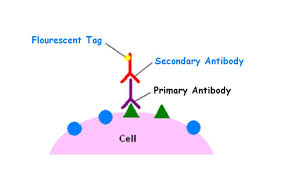 Flourescent Tag
Secondary Antibody
Primary Antibody
Cell